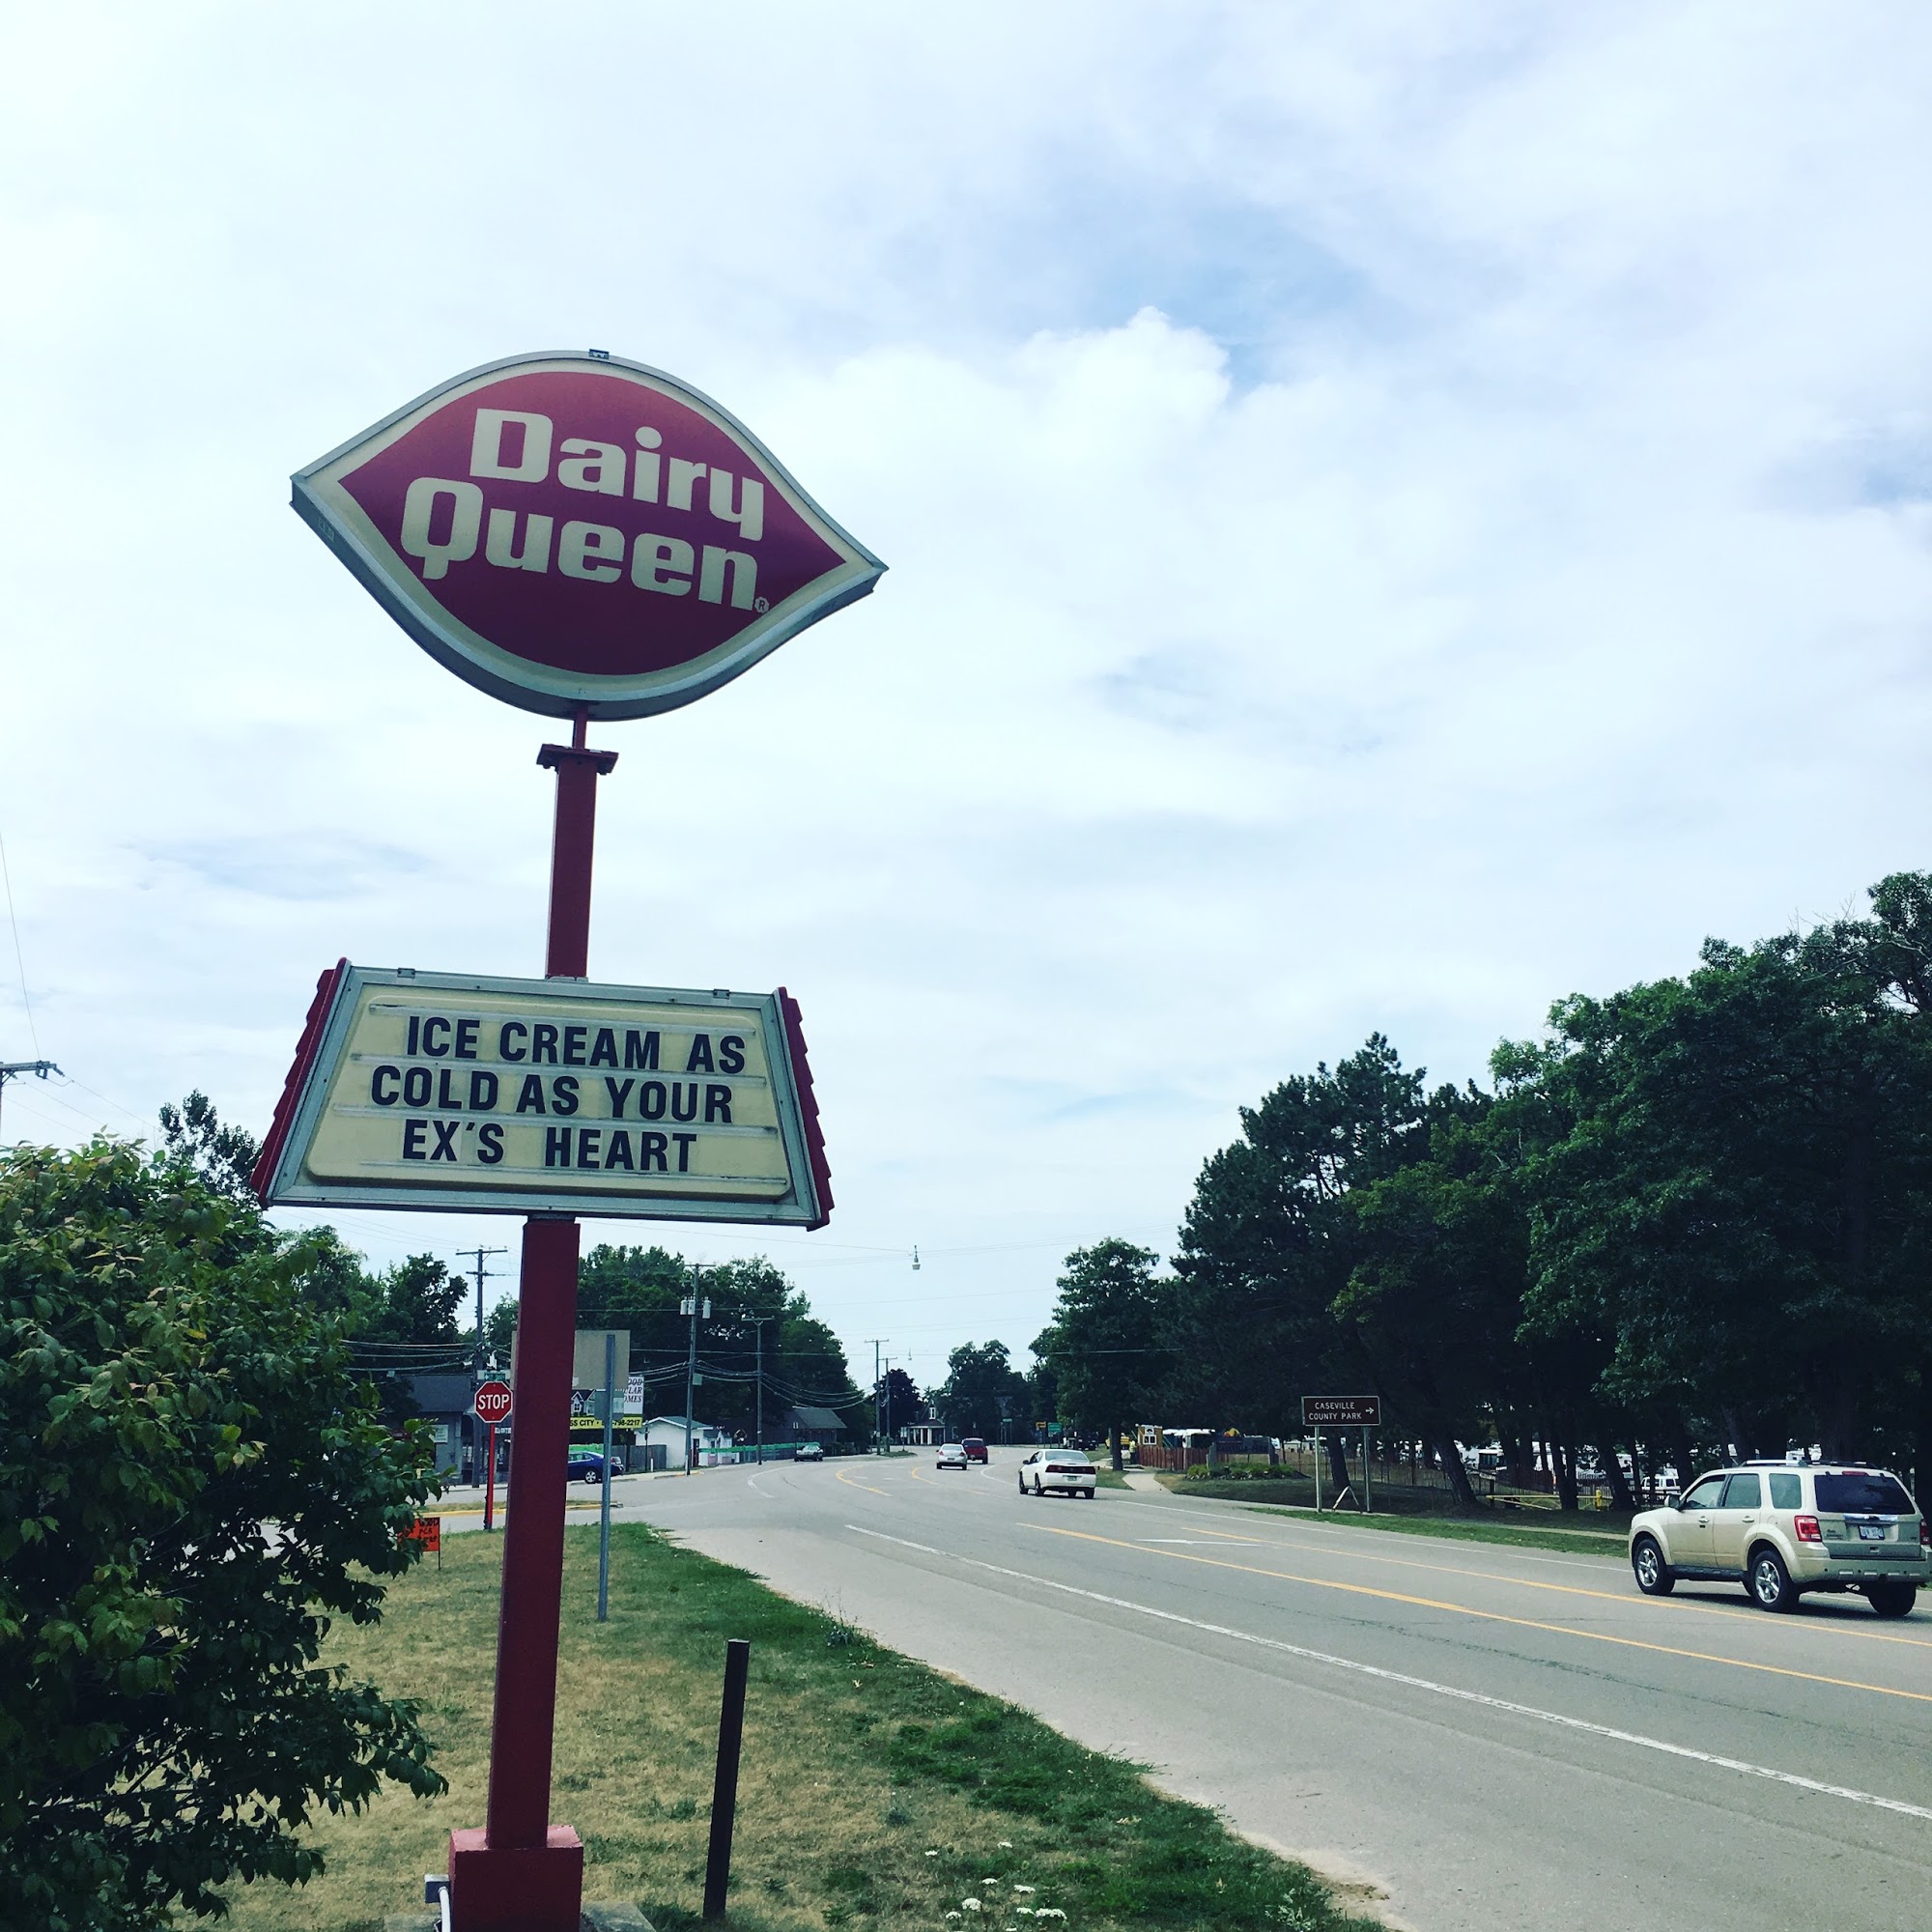 Dairy
Queen
®
ICE CREAM AS
COLD AS YOUR
EX'S HEART
STOP
CASEVILLE
COUNTY PARK →